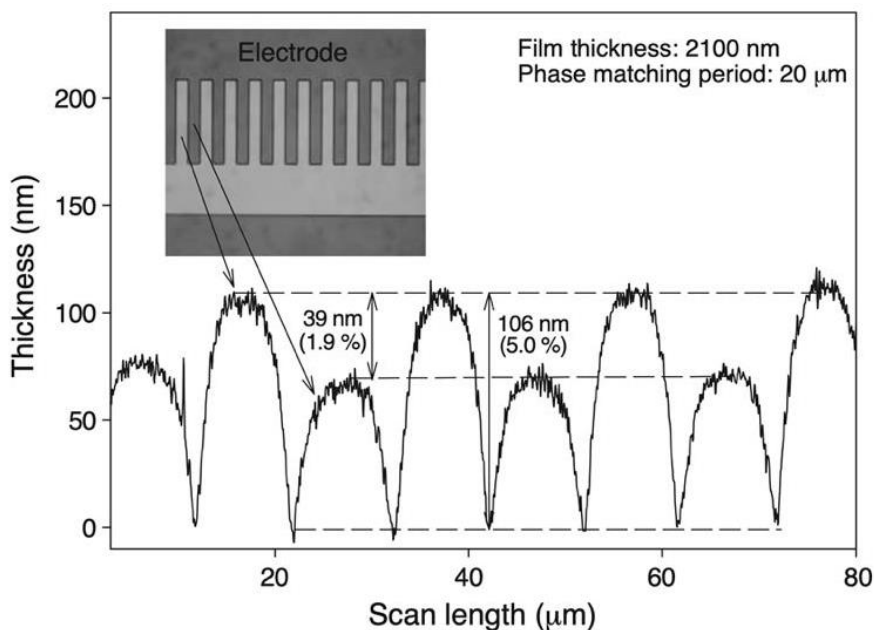 Electrode
Film thickness: 2100 nm
Phase matching period: 20 μm
200
150
100
50
0
Thickness (nm)
39 nm
(1.9 %)
106 nm
(5.0 %)
20
40
60
80
Scan length (μm)